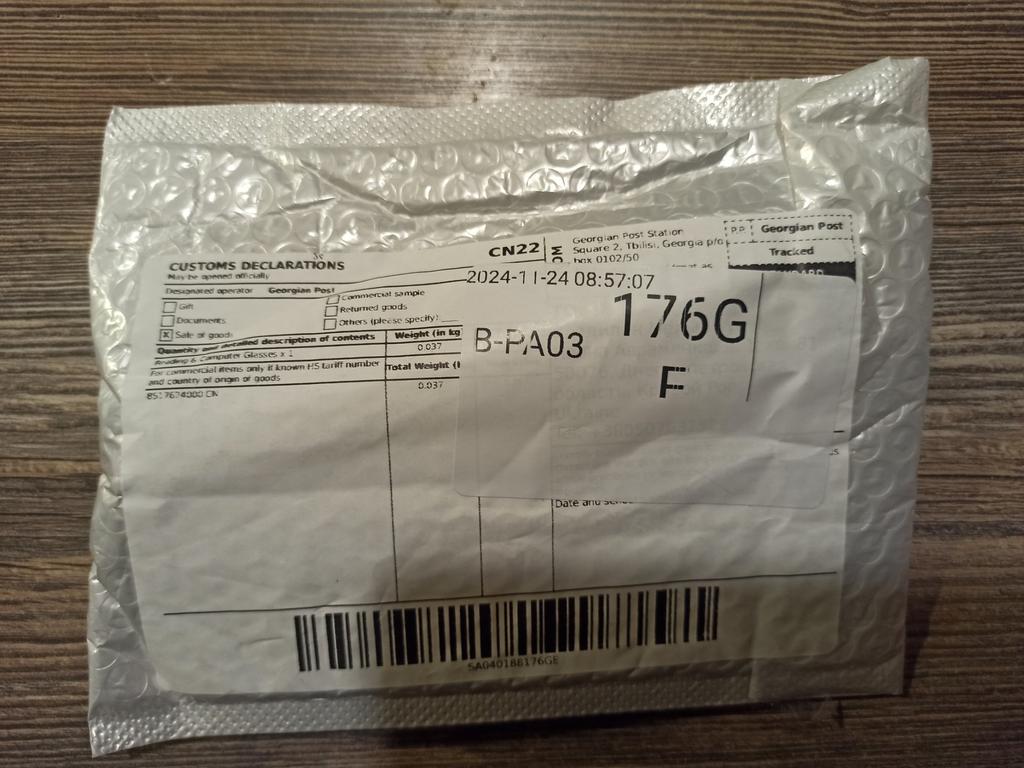 CUSTOMS DECLARATIONS
May be opened officially
CN22
Designated operator Georgian Post
Gift
Documents
X Sale of goods
Commercial sample
Returned goods
Others (please specify):
Quantity and detailed description of contents
Weight (in kg
Reading & Computer Glasses x 1
0.037
For commercial items only if known HS tariff number
and country of origin of goods
Total Weight (
8517624000 CN
0.037
Georgian Post Station
Square 2, Tbilisi, Georgia p/o
box 0102/50
P.P.
Georgian Post
Tracked
2024-11-24 08:57:07
176G
B-PA03
F
Ukraine
Date and
SA040188176GE